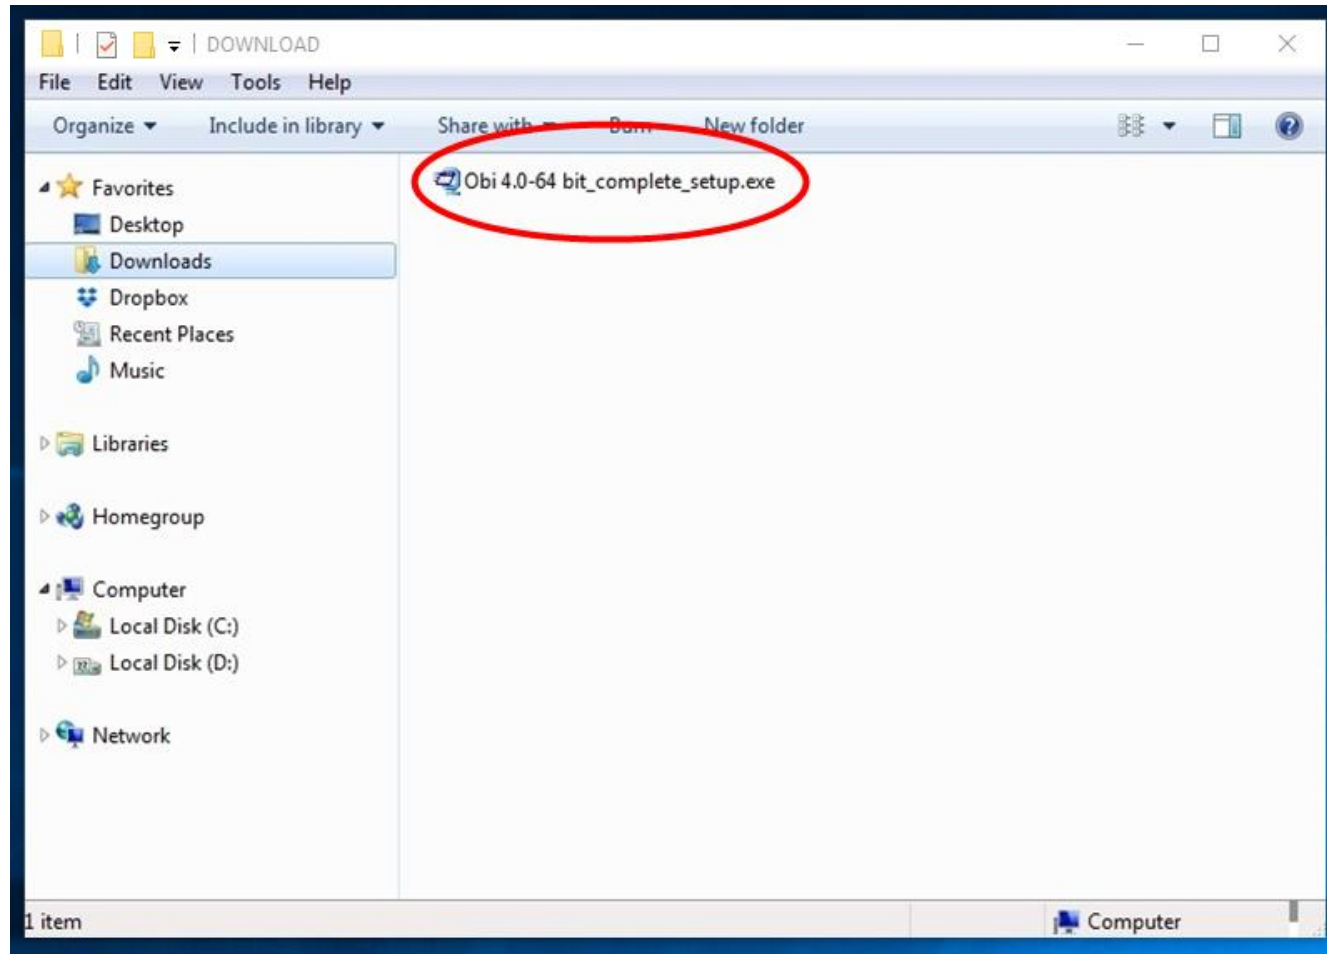 DOWNLOAD
File Edit View Tools Help
Organize Include in library Share with Burn New folder
Favorites
Desktop
Downloads
Dropbox
Recent Places
Music
Libraries
Homegroup
Computer
Local Disk (C:)
Local Disk (D:)
Network
Obi 4.0-64 bit_complete_setup.exe
1 item
Computer